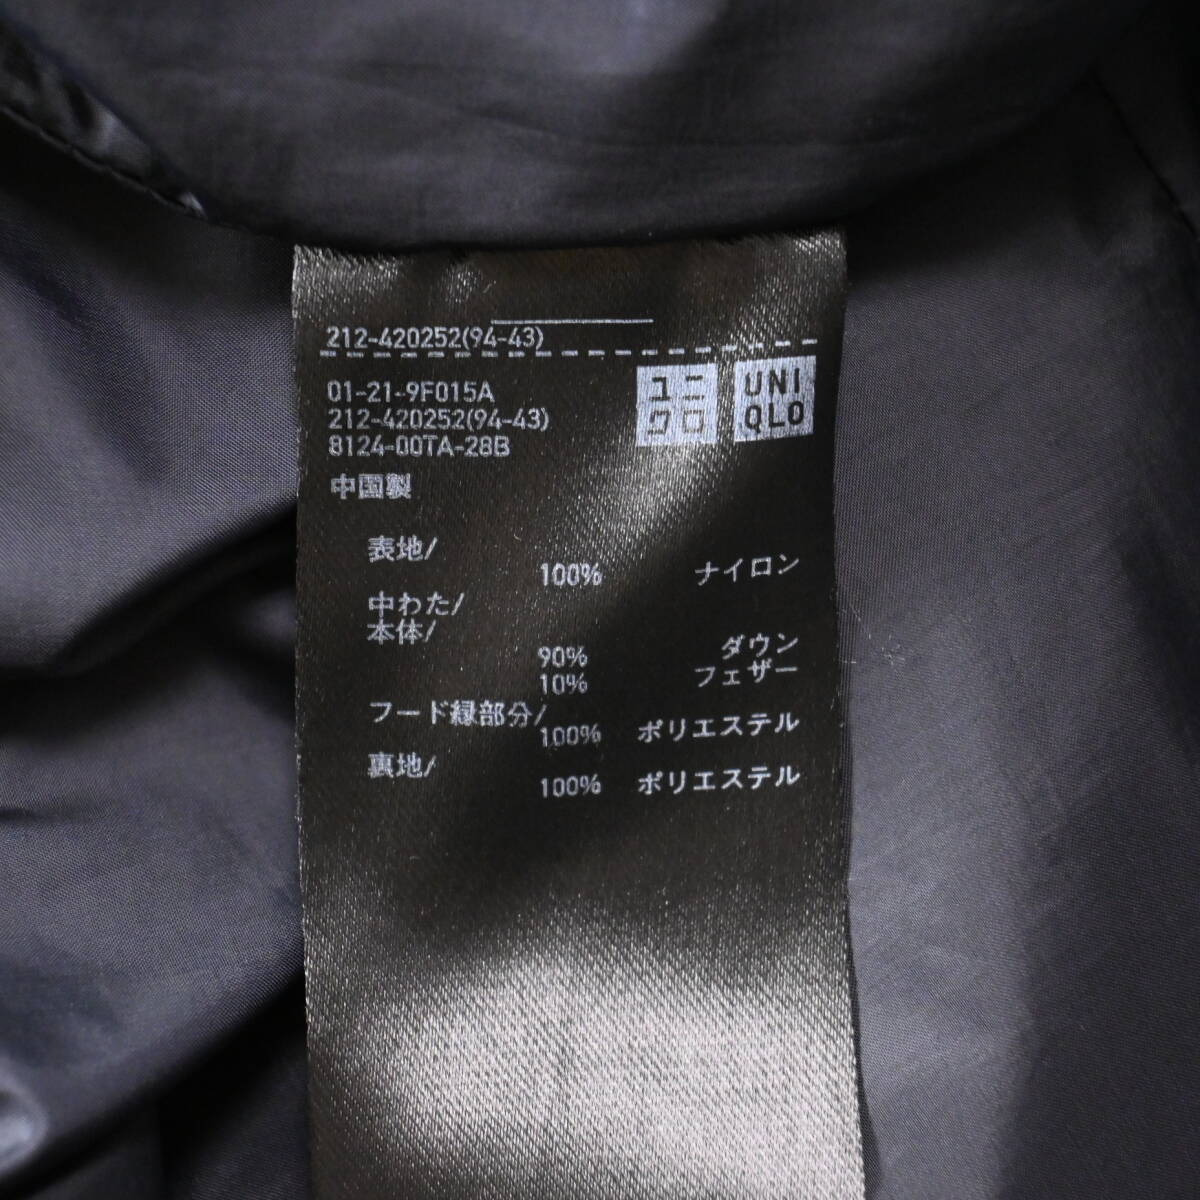 212-420252(94-43)
01-21-9F015A
212-420252(94-43)
8124-00TA-28B
中国製
ユニ
クロ
UNI
QLO
表地/
100% ナイロン
中わた/
本体/
90% ダウン
10% フェザー
フード縁部分/
100% ポリエステル
裏地/
100% ポリエステル